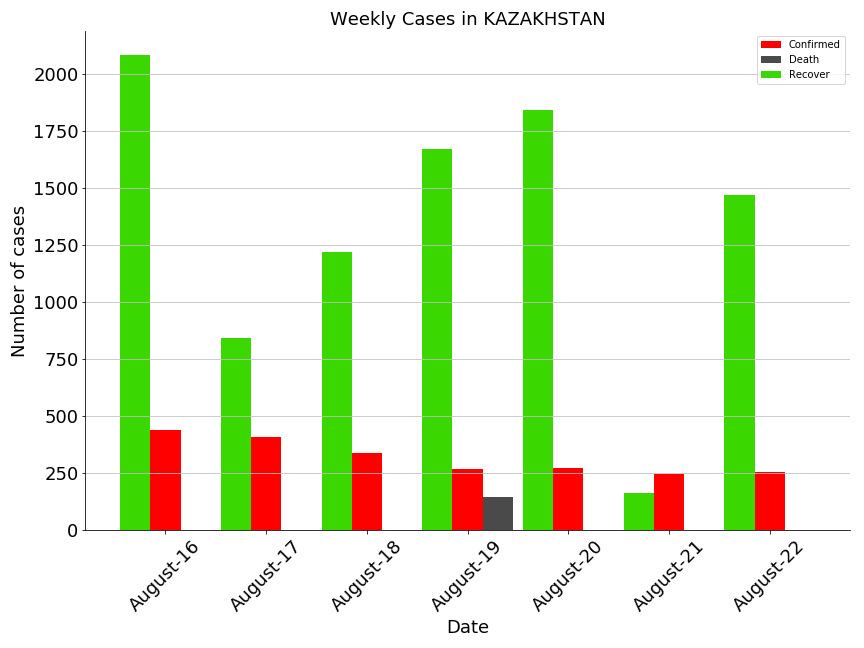 Weekly Cases in KAZAKHSTAN
Confirmed
Death
Recover
Number of cases
2000
1750
1500
1250
1000
750
500
250
0
August-16
August-17
August-18
August-19
August-20
August-21
August-22
Date